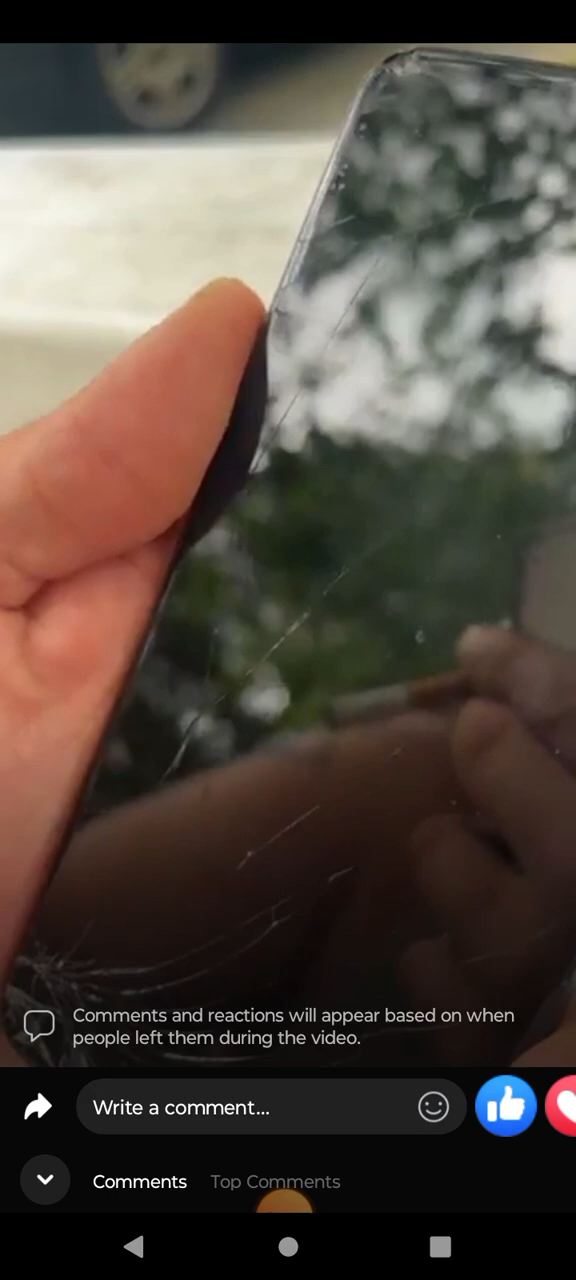 Comments and reactions will appear based on when
people left them during the video.
Write a comment...
Comments Top Comments